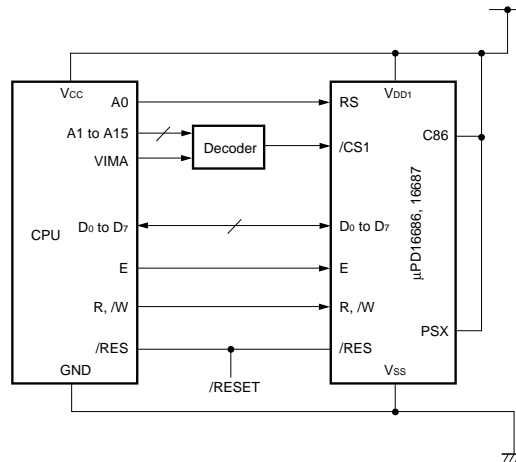 VCC
VDD1
A0
RS
A1 to A15
Decoder
/CS1
C86
VIMA
CPU
D0 to D7
D0 to D7
µPD16686, 16687
E
E
R, /W
R, /W
PSX
/RES
/RES
/RESET
GND
VSS